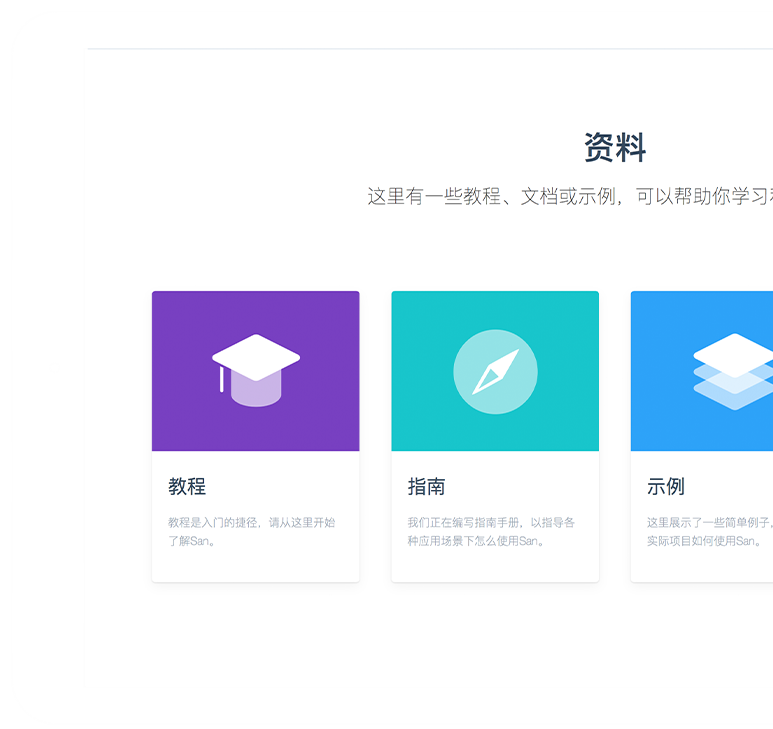 资料
这里有一些教程、文档或示例，可以帮助你学习
教程
教程是入门的捷径，请从这里开始
了解San。
指南
我们正在编写指南手册，以指导各
种应用场景下怎么使用San。
示例
这里展示了一些简单例子，
实际项目如何使用San。